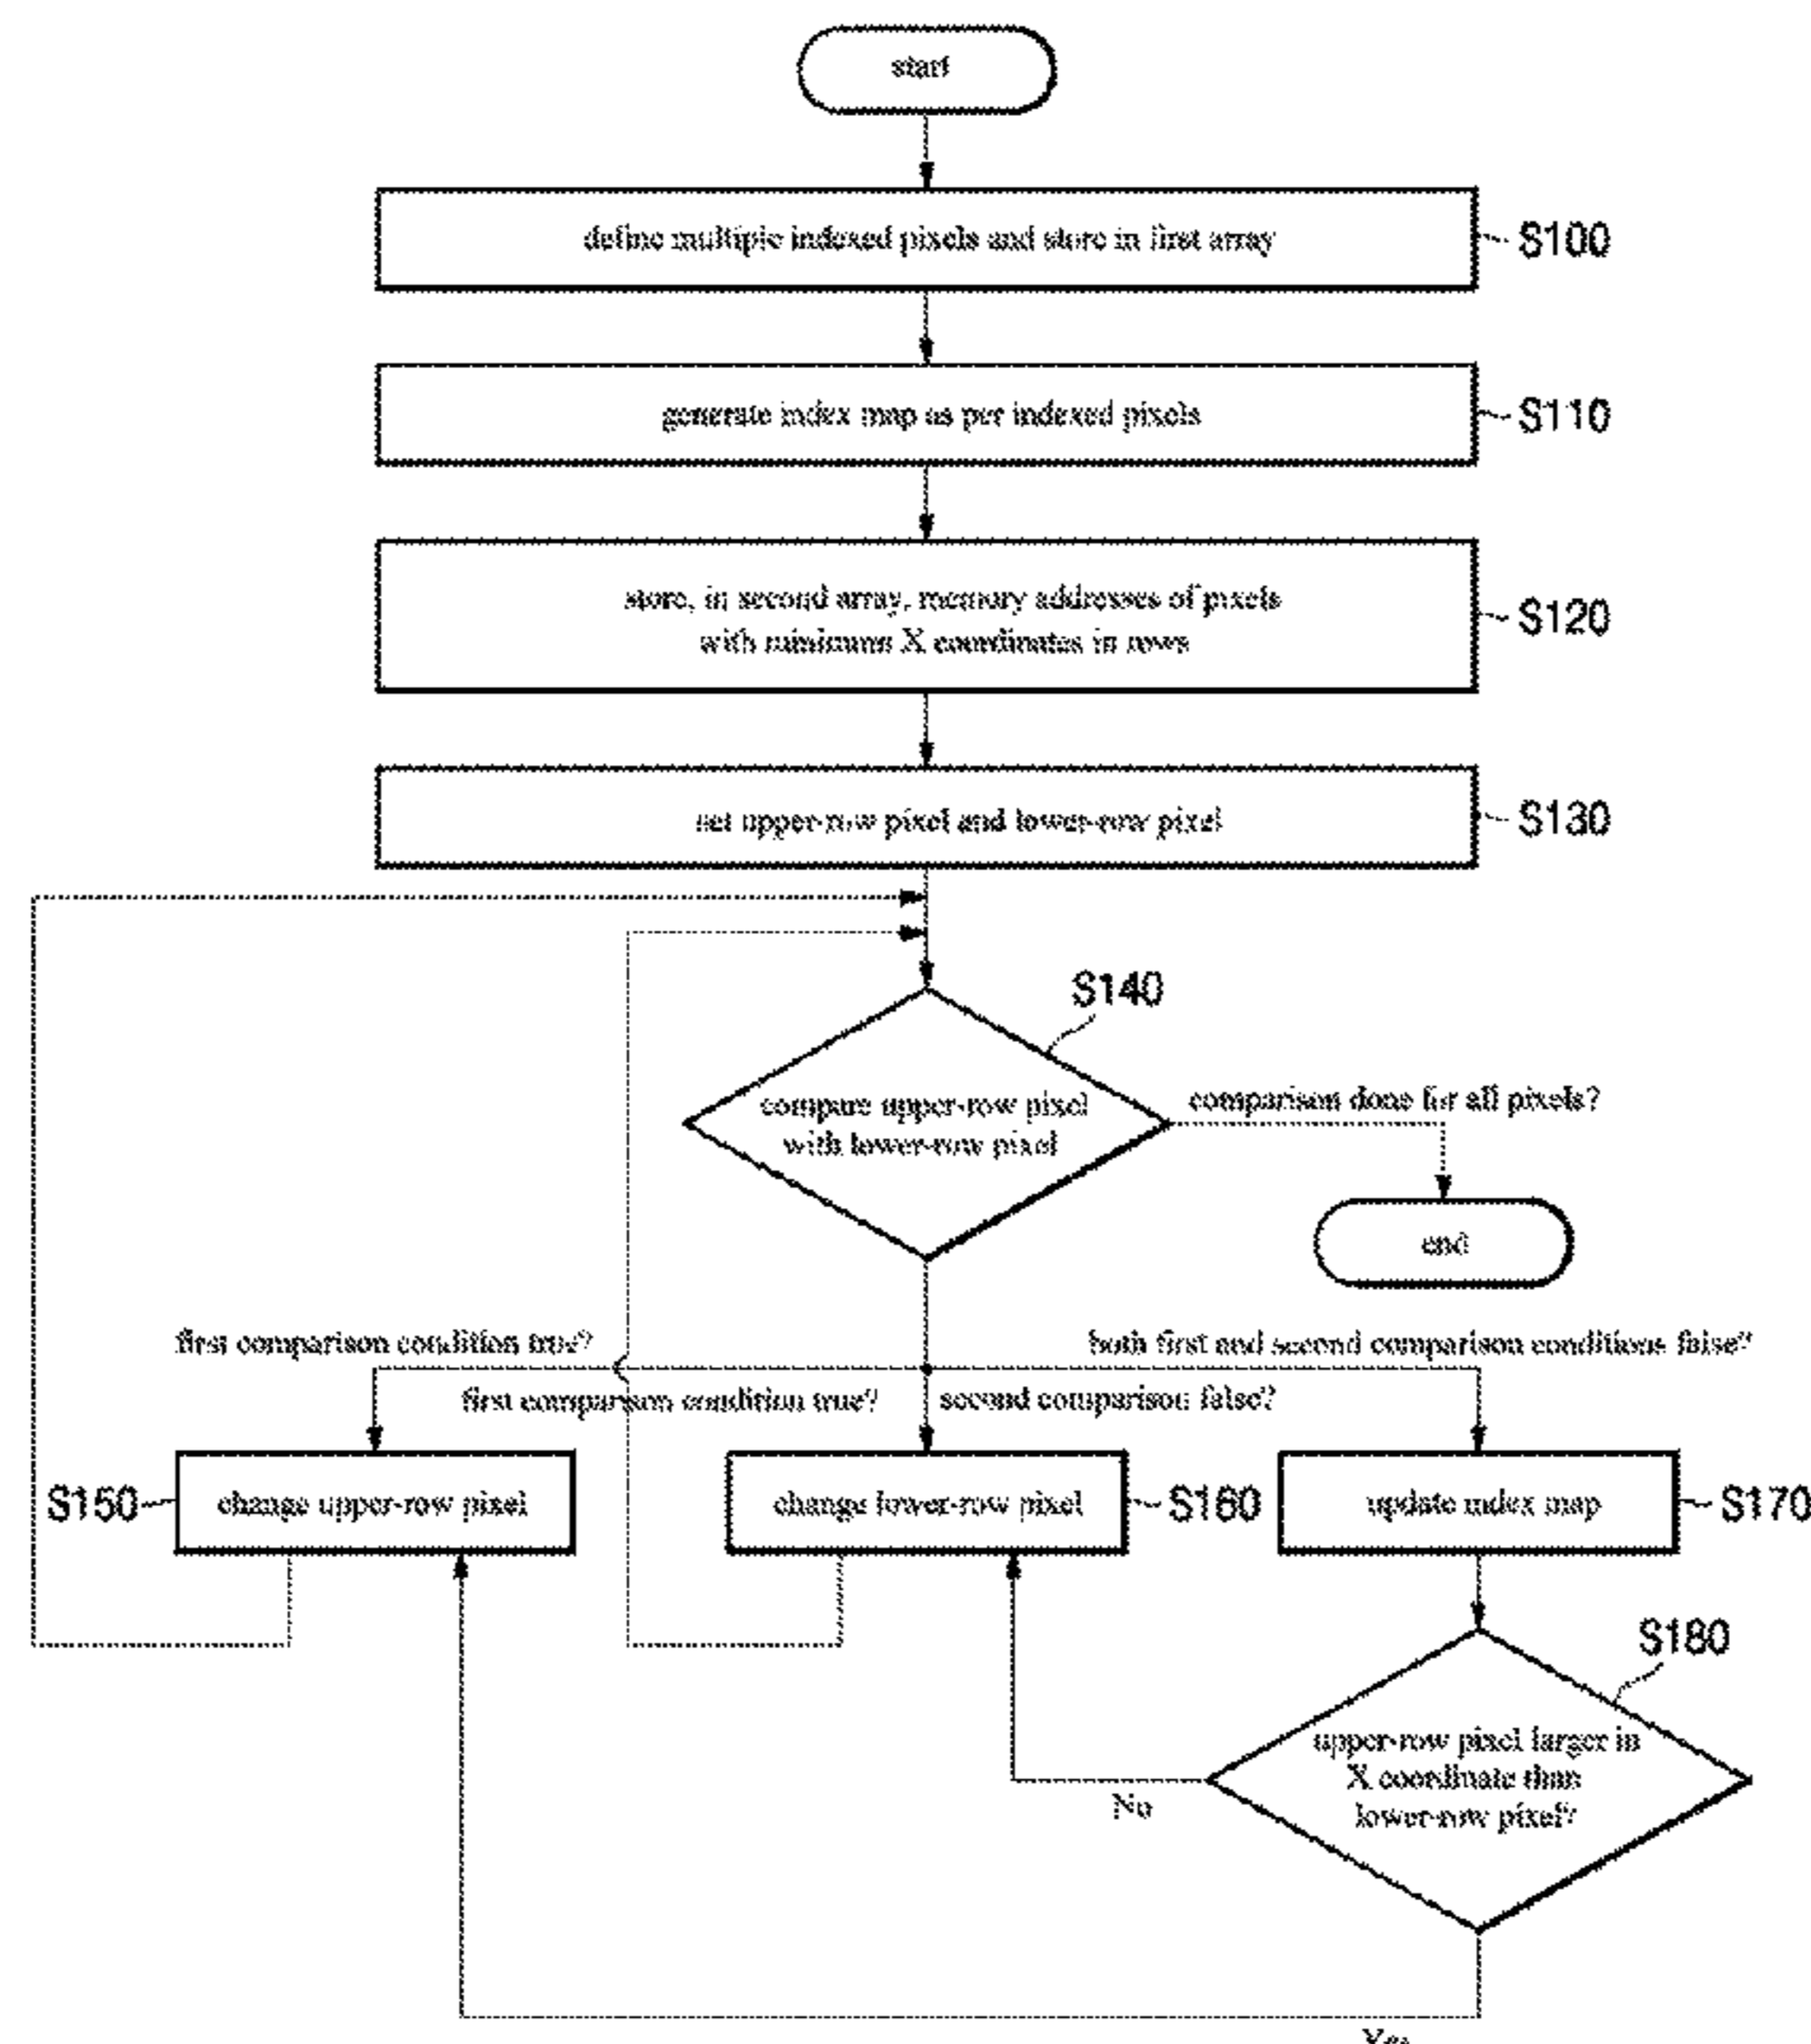 start
define multiple indexed pixels and store in first array
S100
generate index map as per indexed pixels
S110
store, in second array, memory addresses of pixels
with minimum X coordinates in rows
S120
set upper-row pixel and lower-row pixel
S130
S140
compare upper-row pixel
with lower-row pixel
comparison done for all pixels?
end
first comparison condition true?
both first and second comparison conditions false?
first comparison condition true?
second comparison false?
S150
change upper-row pixel
change lower-row pixel
S160
update index map
S170
S180
upper-row pixel larger in
X coordinate than
lower-row pixel?
No
Yes